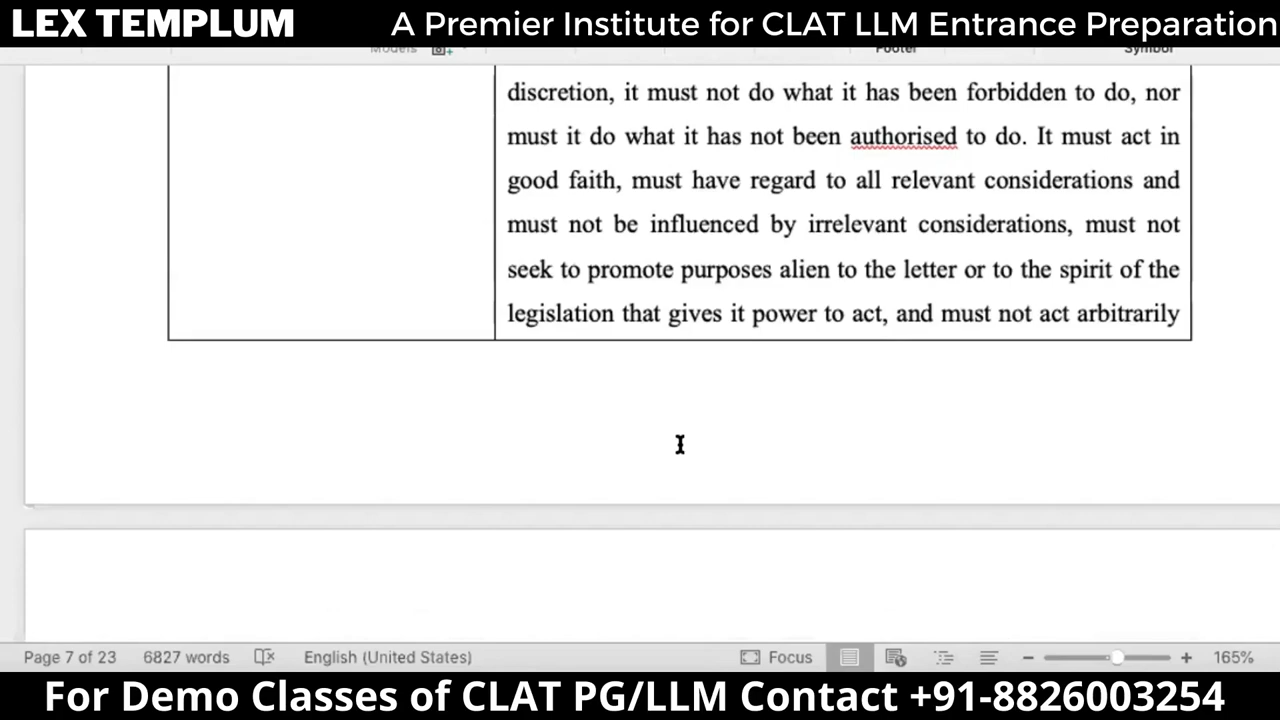 LEX TEMPLUM A Premier Institute for CLAT LLM Entrance Preparation
Models Footer Symbol
discretion, it must not do what it has been forbidden to do, nor
must it do what it has not been authorised to do. It must act in
good faith, must have regard to all relevant considerations and
must not be influenced by irrelevant considerations, must not
seek to promote purposes alien to the letter or to the spirit of the
legislation that gives it power to act, and must not act arbitrarily
Page 7 of 23 6827 words English (United States) Focus 165%
For Demo Classes of CLAT PG/LLM Contact +91-8826003254